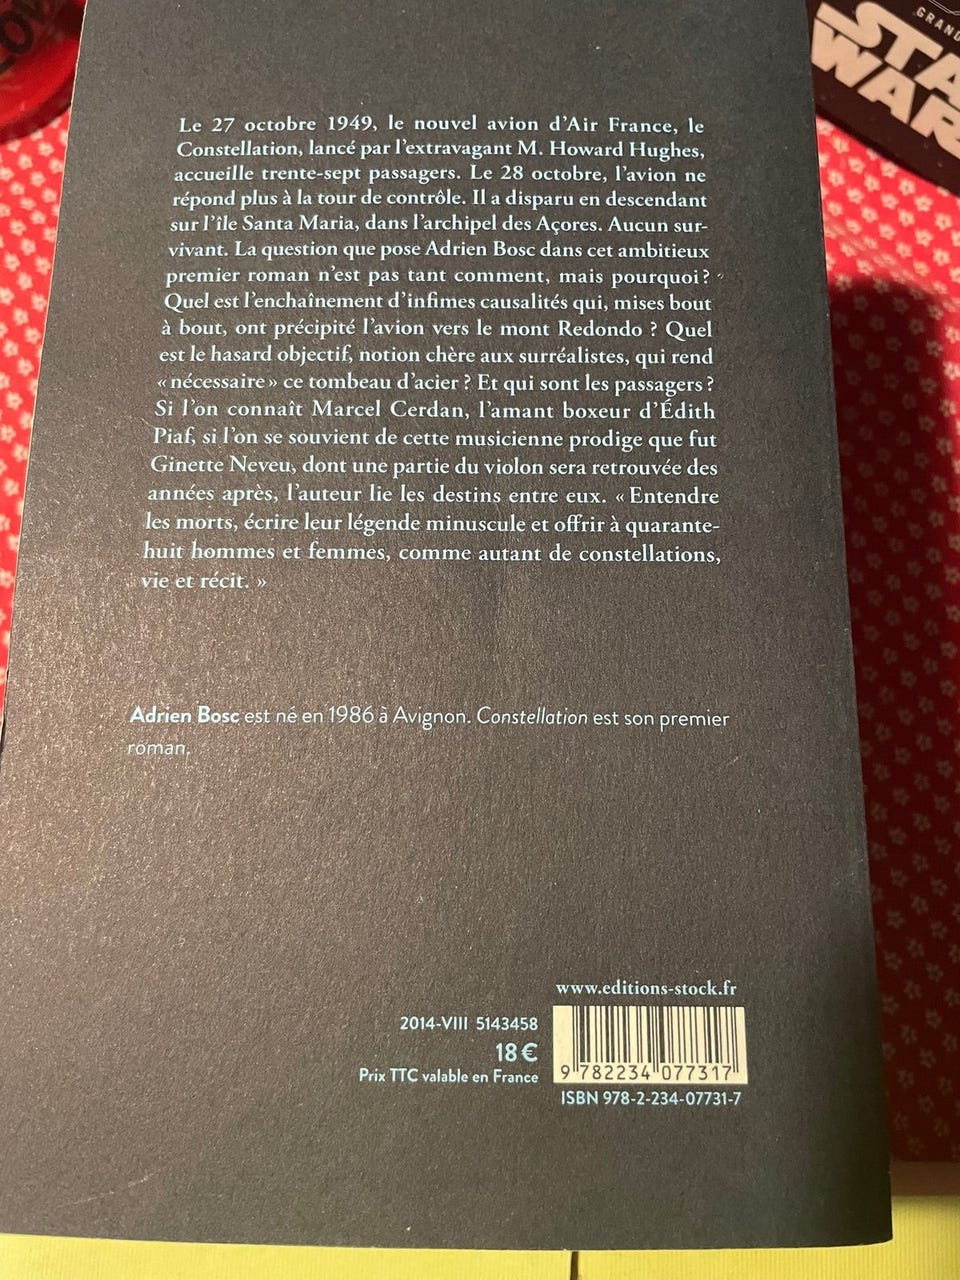 GRAND
STA
WAR
Le 27 octobre 1949, le nouvel avion d'Air France, le
Constellation, lancé par l'extravagant M. Howard Hughes,
accueille trente-sept passagers. Le 28 octobre, l'avion ne
répond plus à la tour de contrôle. Il a disparu en descendant
sur l'île Santa Maria, dans l'archipel des Açores. Aucun sur-
vivant. La question que pose Adrien Bosc dans cet ambitieux
premier roman n'est pas tant comment, mais pourquoi ?
Quel est l'enchaînement d'infimes causalités qui, mises bout
à bout, ont précipité l'avion vers le mont Redondo ? Quel
est le hasard objectif, notion chère aux surréalistes, qui rend
« nécessaire » ce tombeau d'acier ? Et qui sont les passagers ?
Si l'on connaît Marcel Cerdan, l'amant boxeur d'Édith
Piaf, si l'on se souvient de cette musicienne prodige que fut
Ginette Neveu, dont une partie du violon sera retrouvée des
années après, l'auteur lie les destins entre eux. « Entendre
les morts, écrire leur légende minuscule et offrir à quarante-
huit hommes et femmes, comme autant de constellations,
vie et récit. »
Adrien Bosc est né en 1986 à Avignon. Constellation est son premier
roman.
www.editions-stock.fr
2014-VIII 5143458
18 €
Prix TTC valable en France
9 782234 077317
ISBN 978-2-234-07731-7